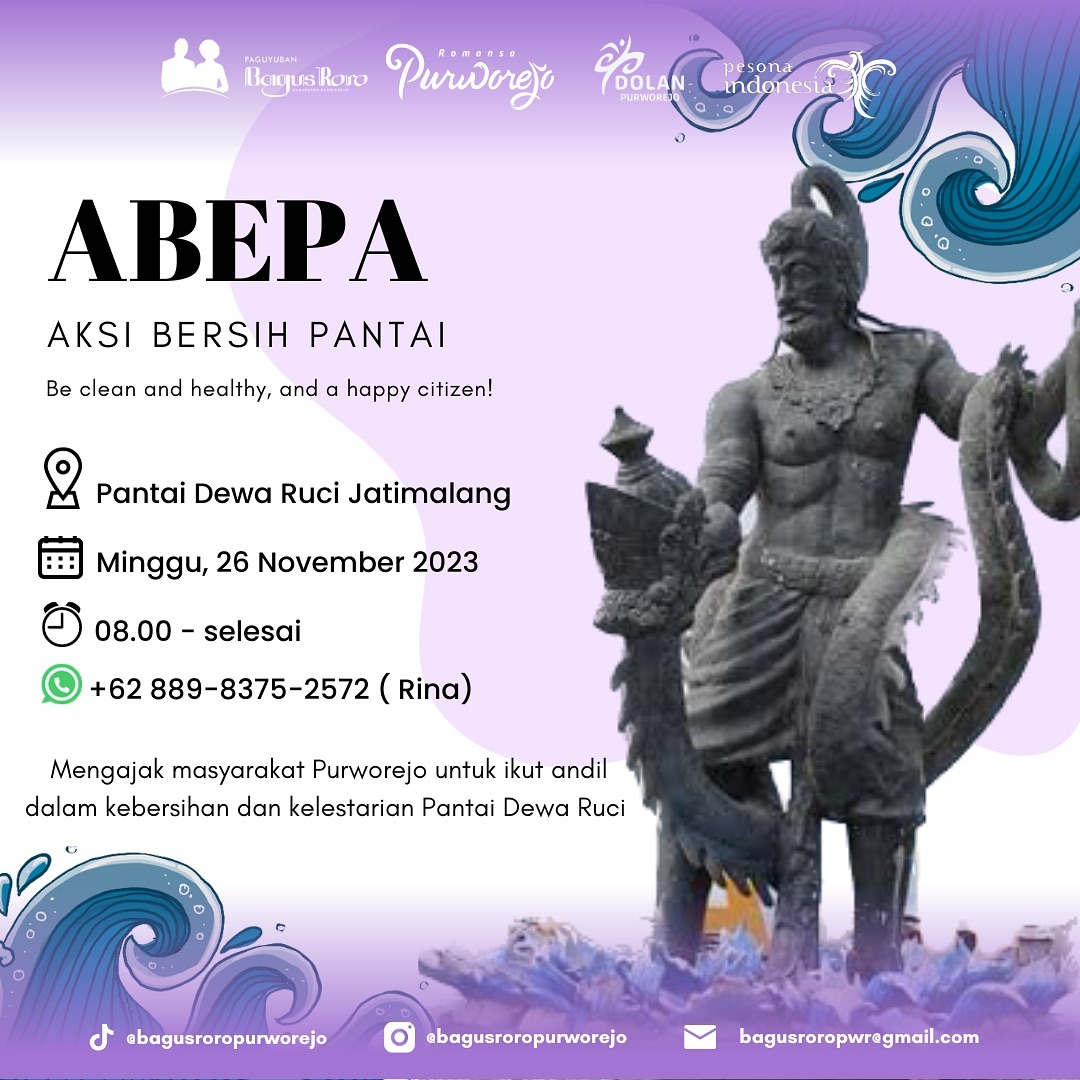 PAGUYUBAN
Bagus Roro
KABUPATEN PURWOREJO
Romansa
Purworejo
DOLAN
PURWOREJO
pesona
indonesia
ABEPA
AKSI BERSIH PANTAI
Be clean and healthy, and a happy citizen!
Pantai Dewa Ruci Jatimalang
Minggu, 26 November 2023
08.00 - selesai
+62 889-8375-2572 ( Rina)
Mengajak masyarakat Purworejo untuk ikut andil
dalam kebersihan dan kelestarian Pantai Dewa Ruci
@bagusroropurworejo
@bagusroropurworejo
bagusroropwr@gmail.com